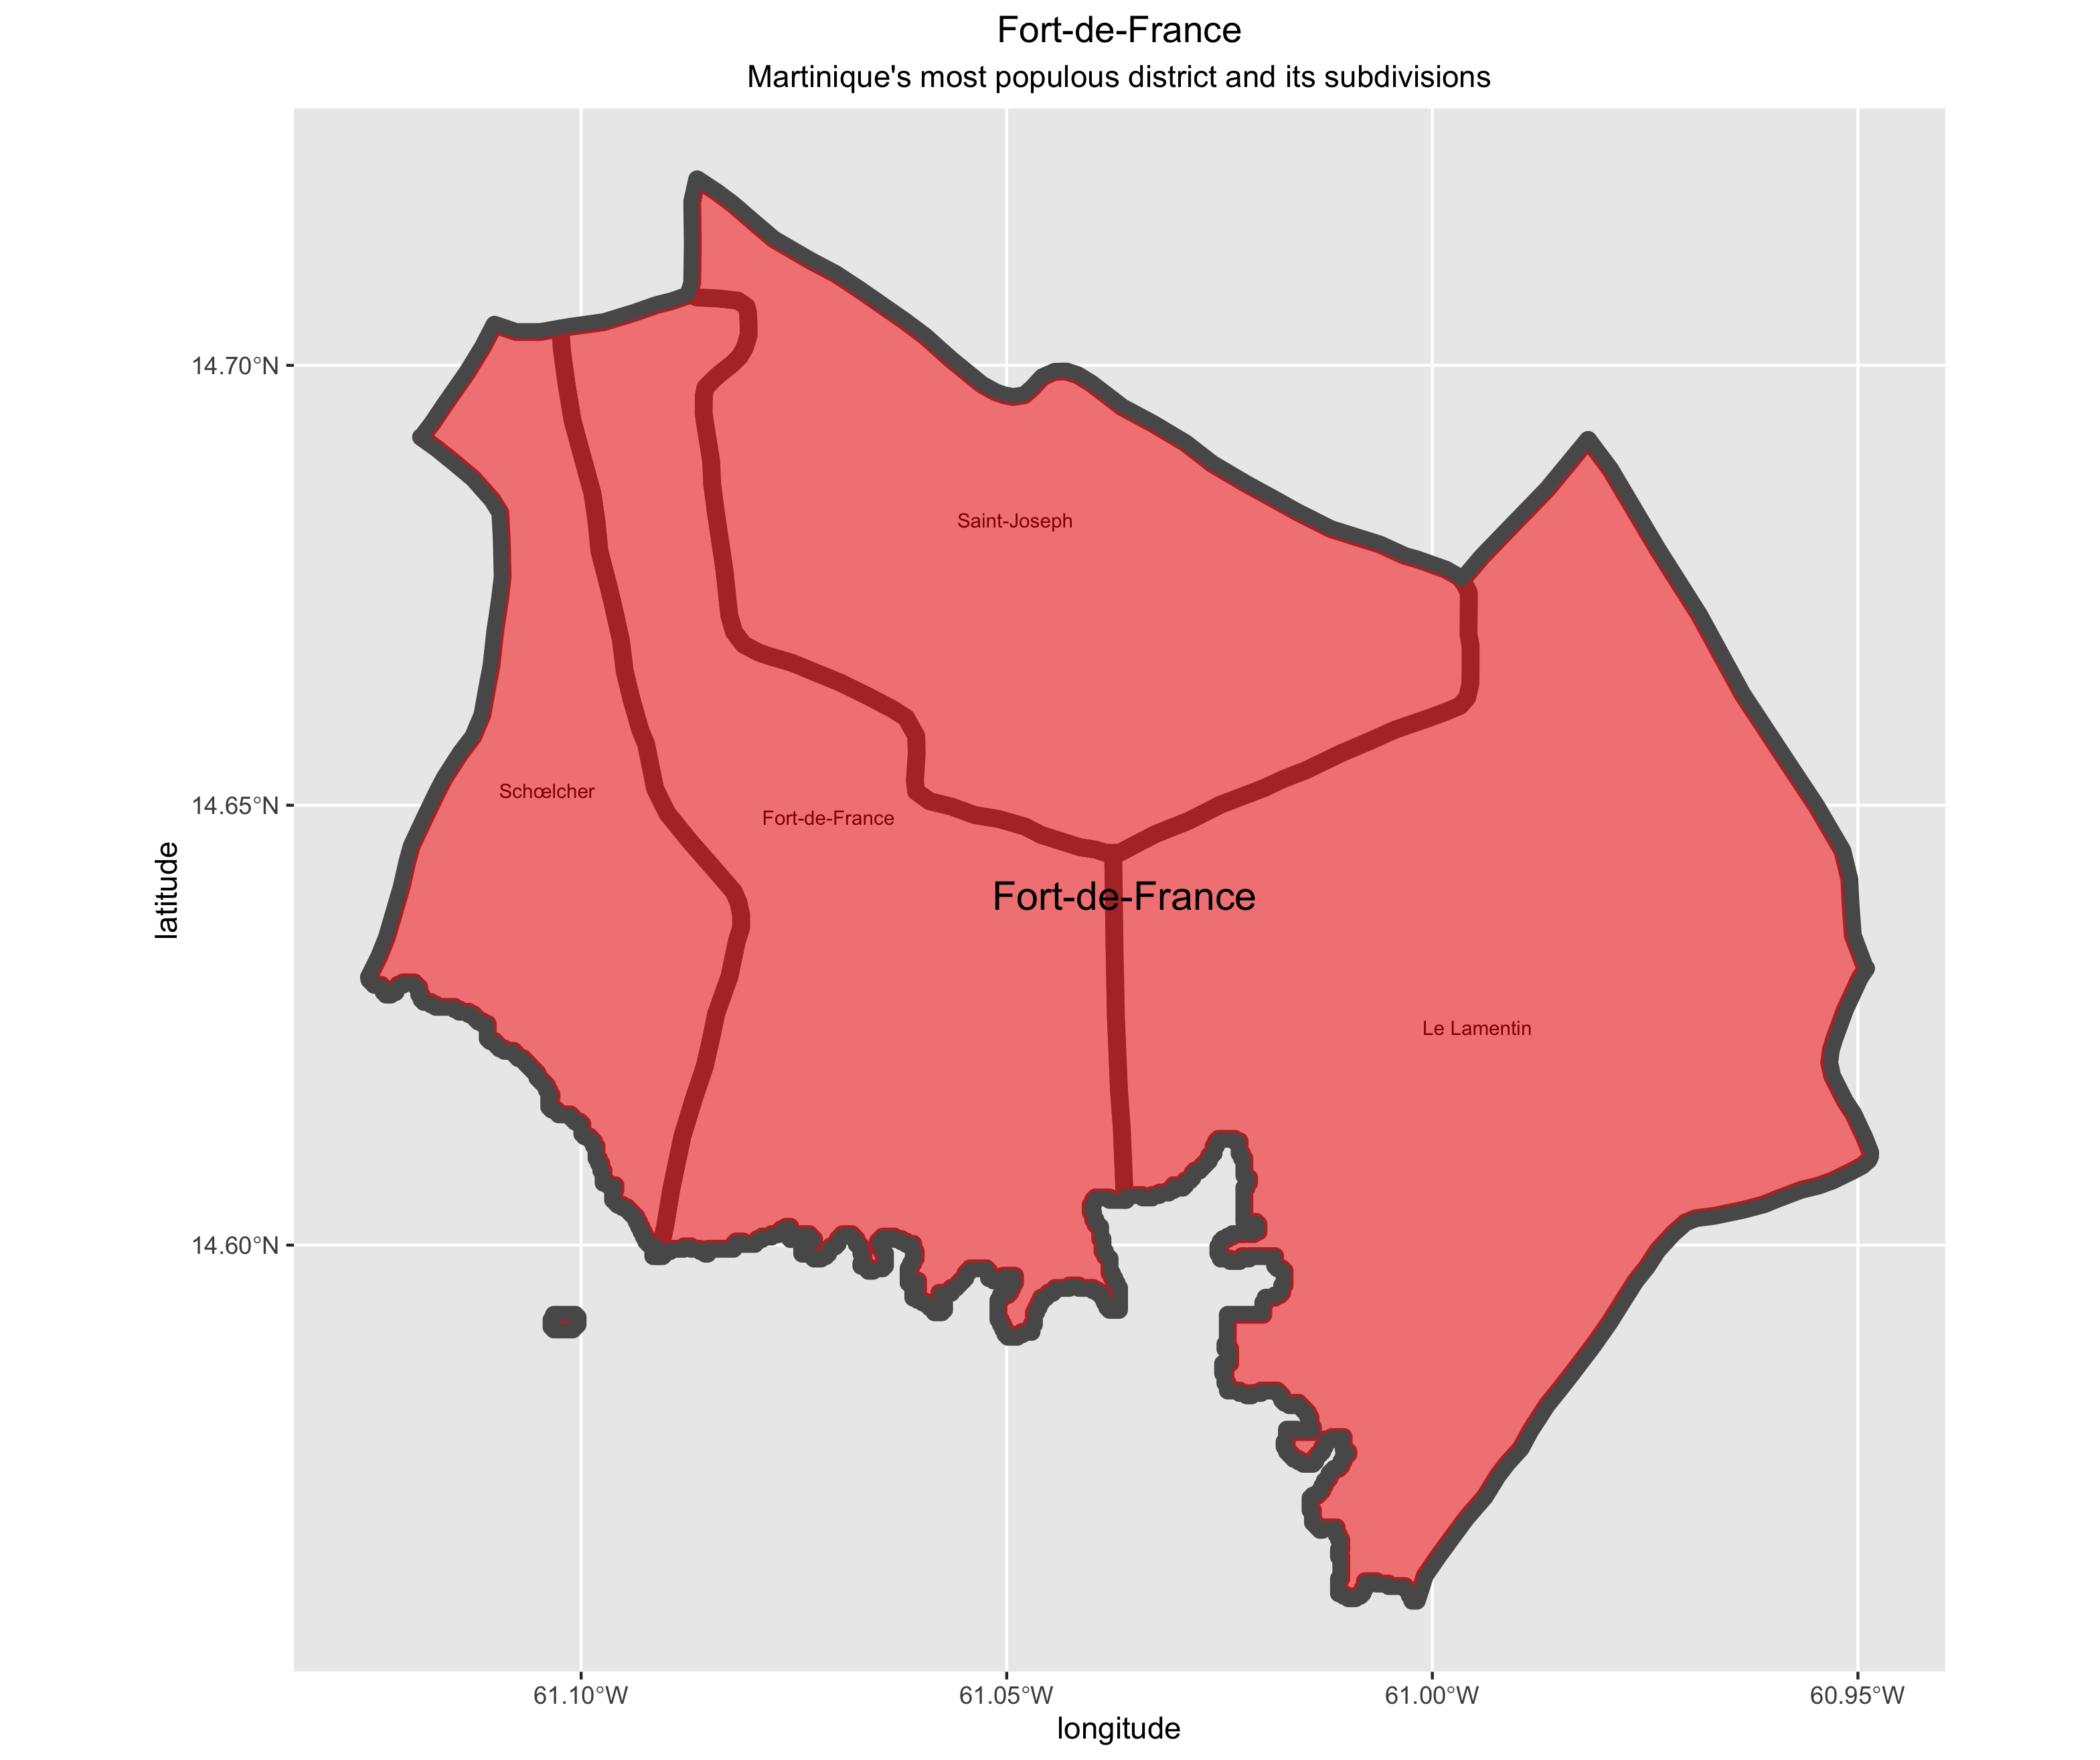 Fort-de-France
Martinique's most populous district and its subdivisions
14.70°N
Saint-Joseph
14.65°N
Schœlcher
Fort-de-France
Fort-de-France
latitude
Le Lamentin
14.60°N
61.10°W
61.05°W
61.00°W
60.95°W
longitude